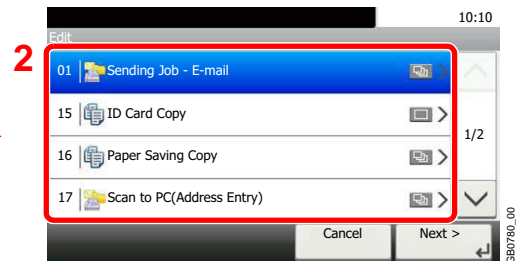 10:10
Edit
2
01 Sending Job - E-mail
15 ID Card Copy
1/2
16 Paper Saving Copy
17 Scan to PC(Address Entry)
Cancel Next >
GB0780_00